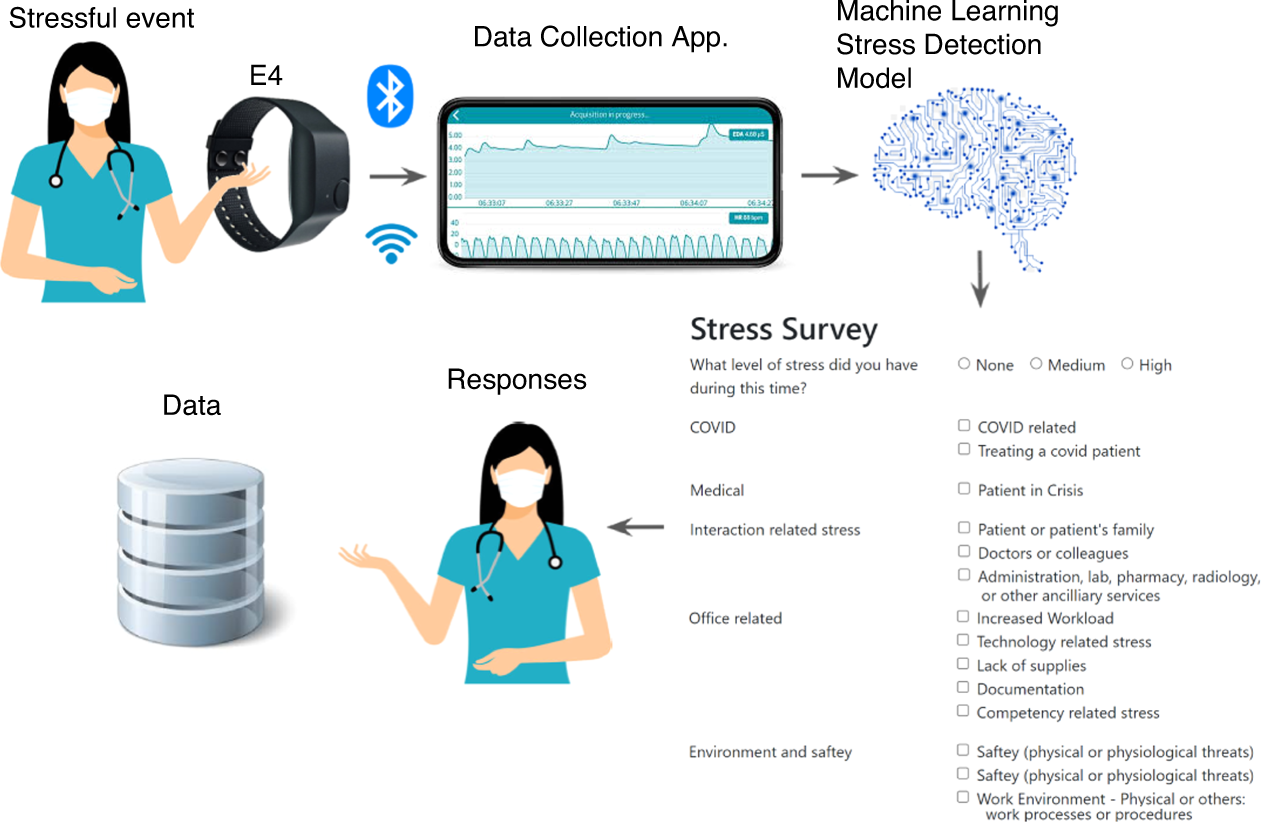 Stressful event
E4
Data Collection App.
Machine Learning
Stress Detection
Model
Acquisition in progress...
EDA 4.68 µS
5.00
4.00
3.00
2.00
1.00
0.00
06:33:07
06:33:27
06:33:47
06:34:07
06:34:27
bpm
40
20
0
Stress Survey
What level of stress did you have
during this time?
None
Medium
High
COVID
COVID related
Treating a covid patient
Medical
Patient in Crisis
Interaction related stress
Patient or patient's family
Doctors or colleagues
Administration, lab, pharmacy, radiology,
or other ancilliary services
Office related
Increased Workload
Technology related stress
Lack of supplies
Documentation
Competency related stress
Environment and saftey
Saftey (physical or physiological threats)
Saftey (physical or physiological threats)
Work Environment - Physical or others:
work processes or procedures
Responses
Data